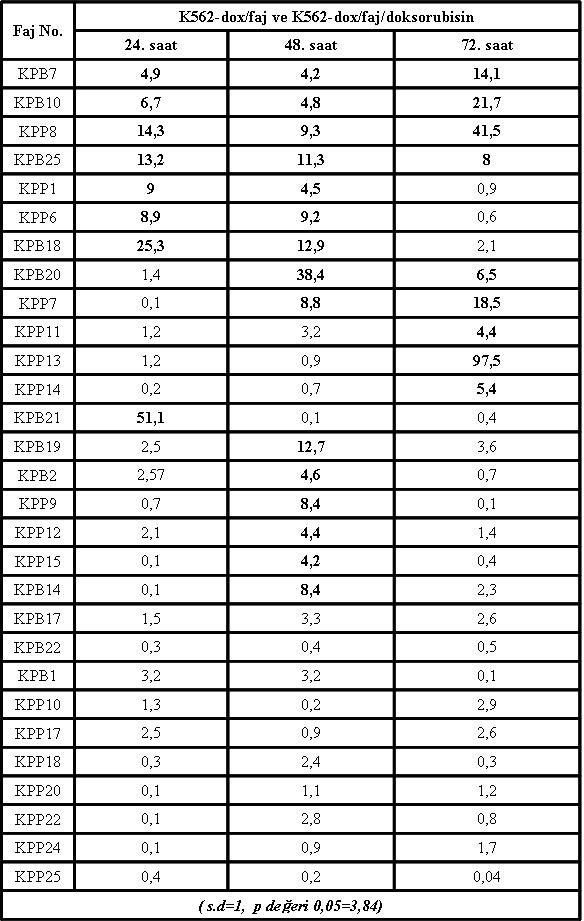 Faj No. K562-dox/faj ve K562-dox/faj/doksorubisin
24. saat 48. saat 72. saat
KPB7 4,9 4,2 14,1
KPB10 6,7 4,8 21,7
KPP8 14,3 9,3 41,5
KPB25 13,2 11,3 8
KPP1 9 4,5 0,9
KPP6 8,9 9,2 0,6
KPB18 25,3 12,9 2,1
KPB20 1,4 38,4 6,5
KPP7 0,1 8,8 18,5
KPP11 1,2 3,2 4,4
KPP13 1,2 0,9 97,5
KPP14 0,2 0,7 5,4
KPB21 51,1 0,1 0,4
KPB19 2,5 12,7 3,6
KPB2 2,57 4,6 0,7
KPP9 0,7 8,4 0,1
KPP12 2,1 4,4 1,4
KPP15 0,1 4,2 0,4
KPB14 0,1 8,4 2,3
KPB17 1,5 3,3 2,6
KPB22 0,3 0,4 0,5
KPB1 3,2 3,2 0,1
KPP10 1,3 0,2 2,9
KPP17 2,5 0,9 2,6
KPP18 0,3 2,4 0,3
KPP20 0,1 1,1 1,2
KPP22 0,1 2,8 0,8
KPP24 0,1 0,9 1,7
KPP25 0,4 0,2 0,04
( s.d=1, p değeri 0,05=3,84)